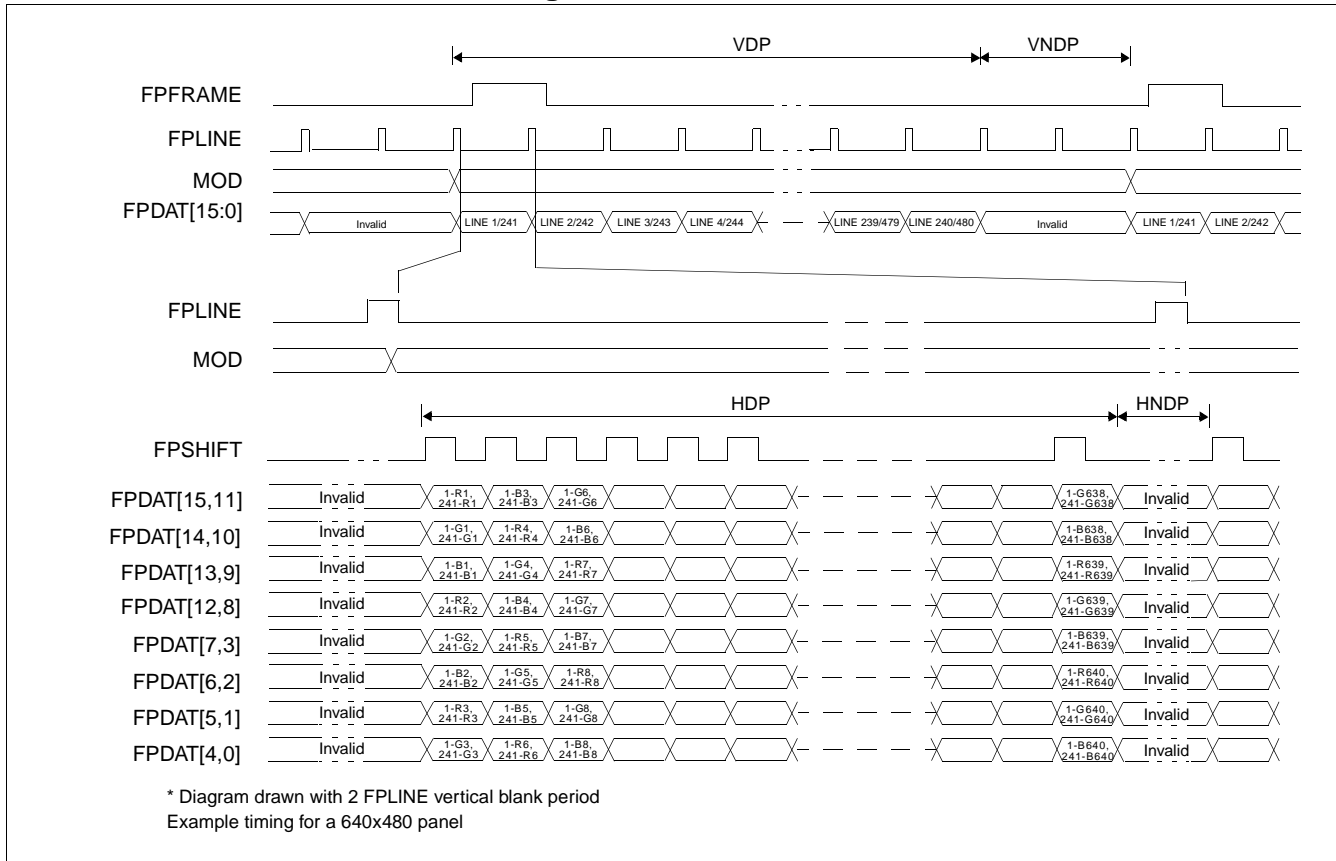 VDP VNDP
FPFRAME
FPLINE
MOD
FPDAT[15:0] Invalid LINE 1/241 LINE 2/242 LINE 3/243 LINE 4/244 LINE 239/479 LINE 240/480 Invalid LINE 1/241 LINE 2/242
FPLINE
MOD
HDP HNDP
FPSHIFT
FPDAT[15,11] Invalid 1-R1, 241-R1 1-B3, 241-B3 1-G6, 241-G6 1-G638, 241-G638 Invalid
FPDAT[14,10] Invalid 1-G1, 241-G1 1-R4, 241-R4 1-B6, 241-B6 1-B638, 241-B638 Invalid
FPDAT[13,9] Invalid 1-B1, 241-B1 1-G4, 241-G4 1-R7, 241-R7 1-R639, 241-R639 Invalid
FPDAT[12,8] Invalid 1-R2, 241-R2 1-B4, 241-B4 1-G7, 241-G7 1-G639, 241-G639 Invalid
FPDAT[7,3] Invalid 1-G2, 241-G2 1-R5, 241-R5 1-B7, 241-B7 1-B639, 241-B639 Invalid
FPDAT[6,2] Invalid 1-B2, 241-B2 1-G5, 241-G5 1-R8, 241-R8 1-R640, 241-R640 Invalid
FPDAT[5,1] Invalid 1-R3, 241-R3 1-B5, 241-B5 1-G8, 241-G8 1-G640, 241-G640 Invalid
FPDAT[4,0] Invalid 1-G3, 241-G3 1-R6, 241-R6 1-B8, 241-B8 1-B640, 241-B640 Invalid
* Diagram drawn with 2 FPLINE vertical blank period
Example timing for a 640x480 panel